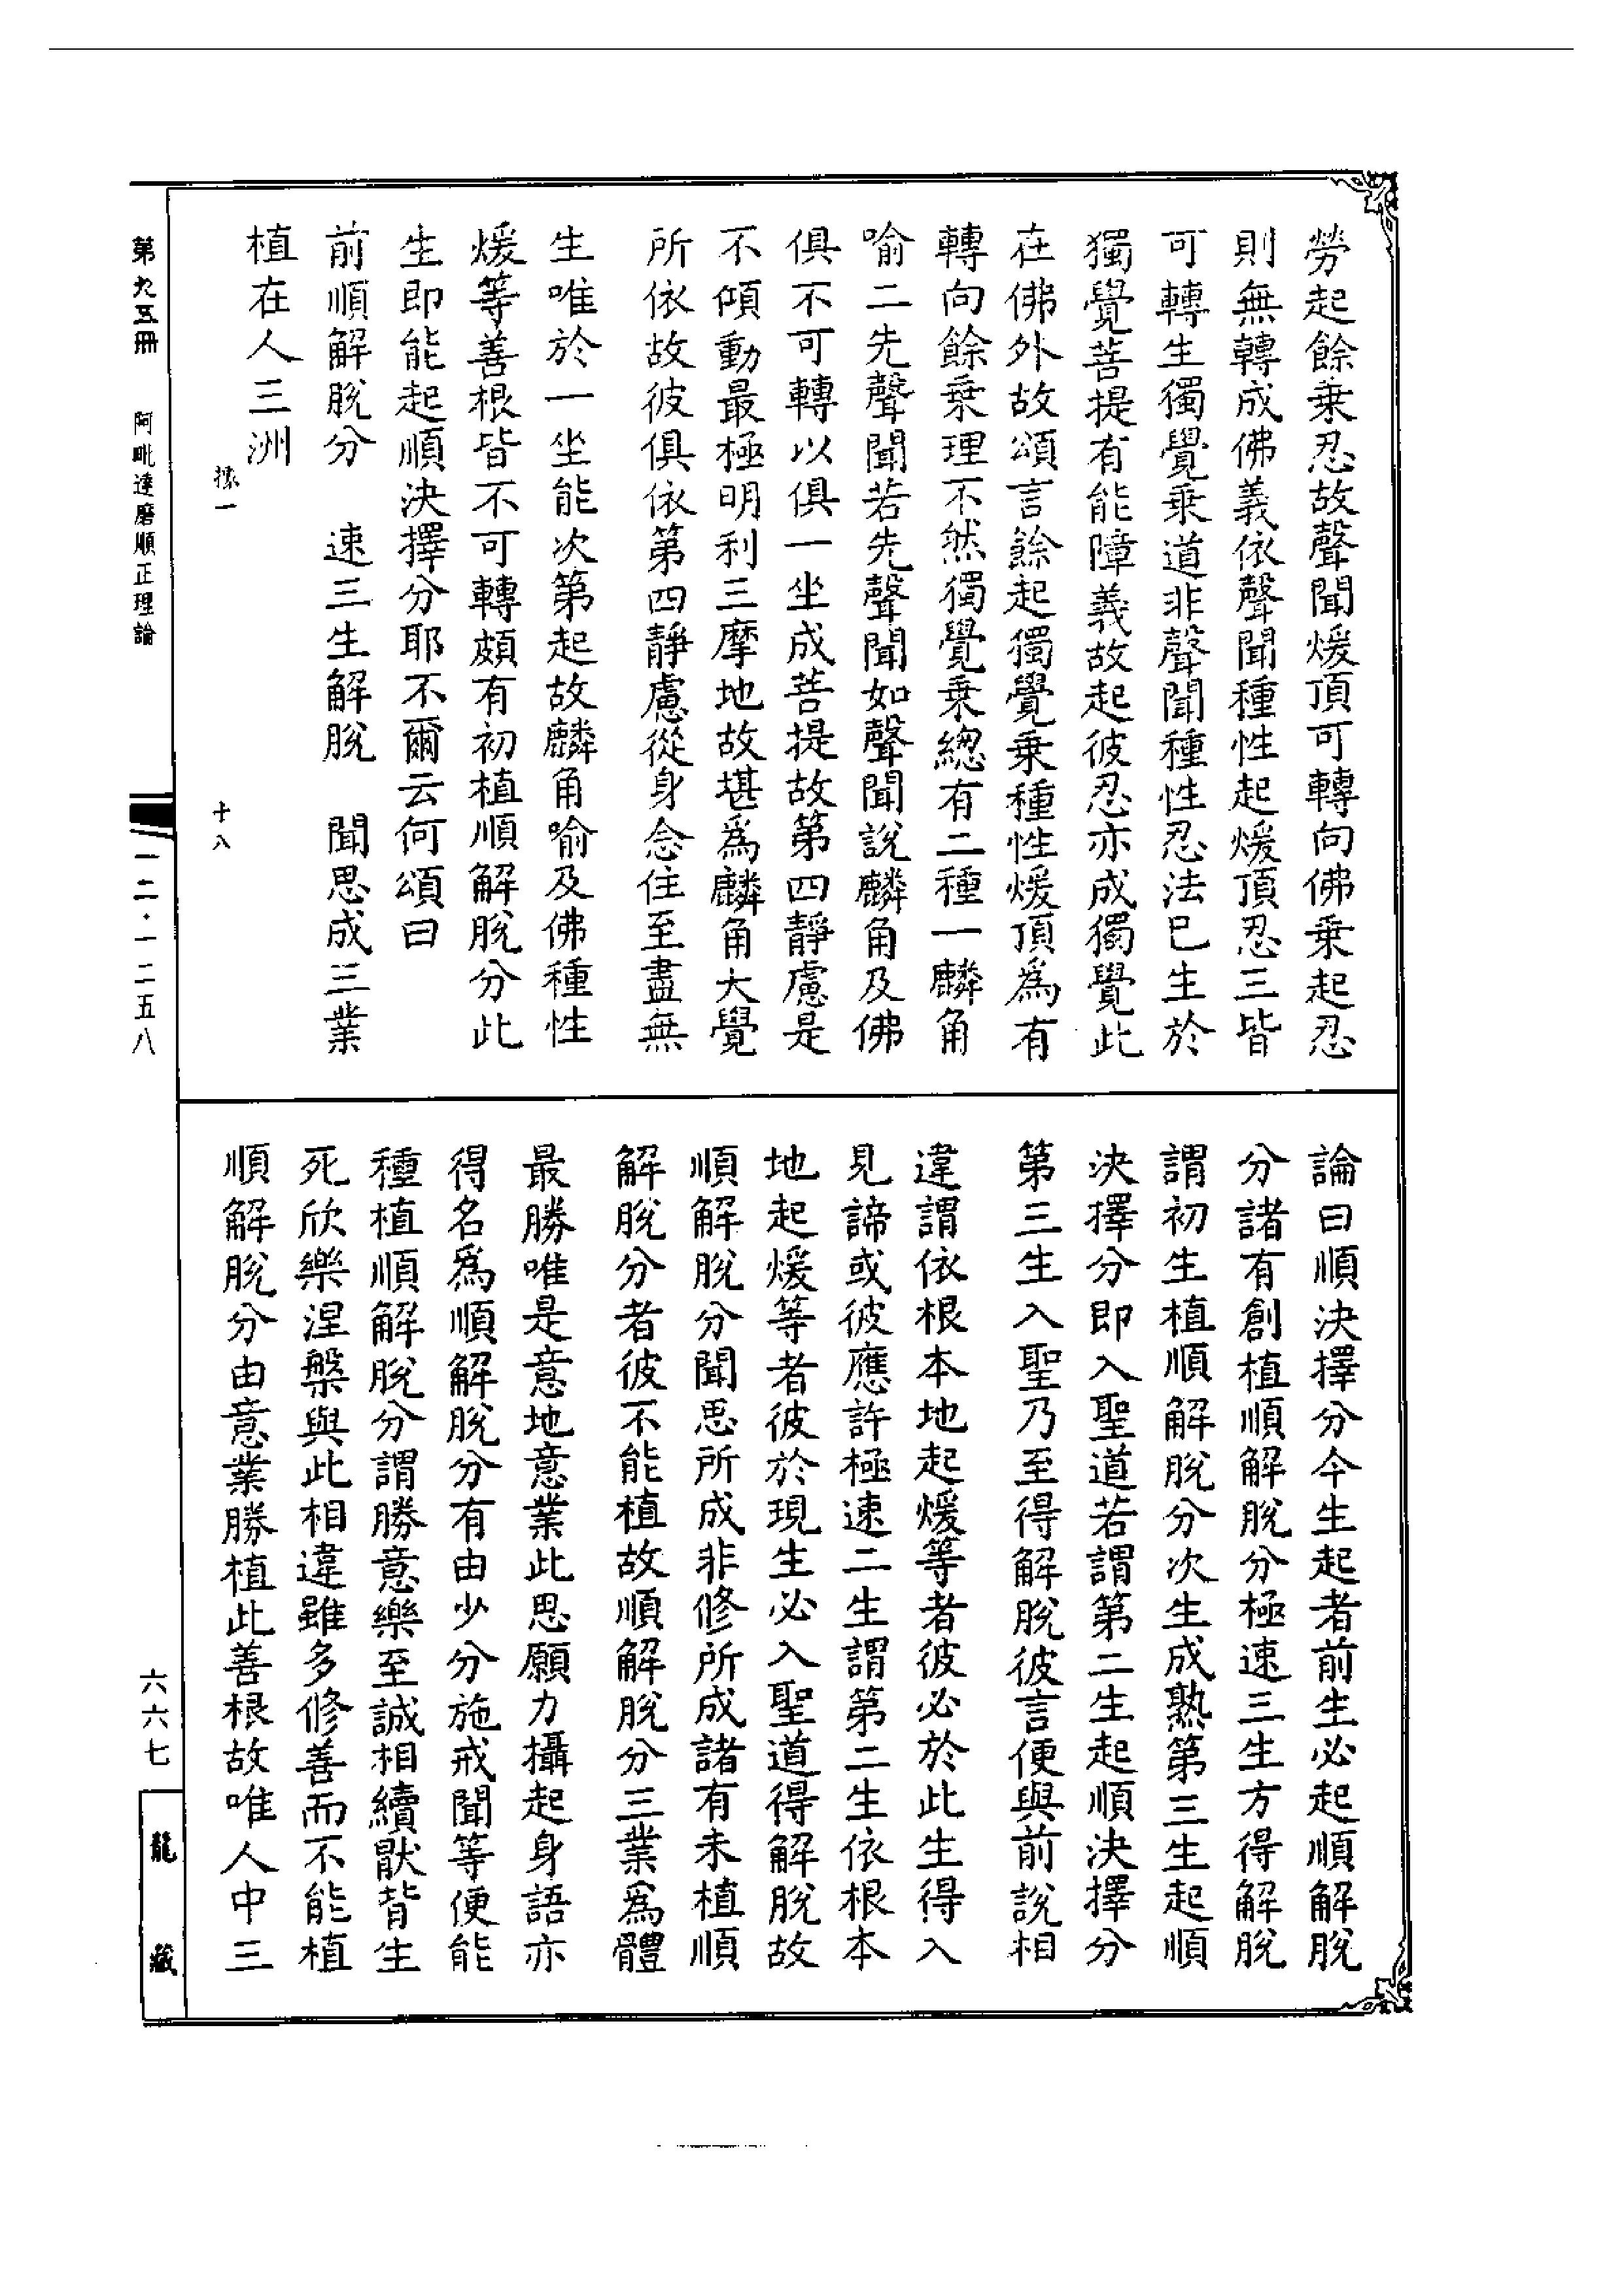 勞起餘乗忍故聲聞煖頂可轉向佛乗起忍
則無轉成佛義依聲聞種性起煖頂忍三皆
可轉生獨覺乗道非聲聞種性忍法已生於
獨覺菩提有能障義故起彼忍亦成獨覺此
在佛外故頌言餘起獨覺乗種性煖頂爲有
轉向餘乗理不然獨覺乗總有二種一麟角
喻二先聲聞若先聲聞如聲聞說麟角及佛
俱不可轉以俱一坐成菩提故第四靜慮是
不傾動最極明利三摩地故堪爲麟角大覺
所依故彼俱依第四靜慮從身念住至盡無
生唯於一坐能次第起故麟角喻及佛種性
煖等善根皆不可轉頗有初植順解脫分此
生即能起順決擇分耶不爾云何頌曰
前順解脫分　速三生解脫　聞思成三業
植在人三洲
論曰順決擇分今生起者前生必起順解脫
分諸有創植順解脫分極速三生方得解脫
謂初生植順解脫分次生成熟第三生起順
決擇分即入聖道若謂第二生起順決擇分
第三生入聖乃至得解脫彼言便與前說相
違謂依根本地起煖等者彼必於此生得入
見諦或彼應許極速二生謂第二生依根本
地起煖等者彼於現生必入聖道得解脫故
順解脫分聞思所成非修所成諸有未植順
解脫分者彼不能植故順解脫分三業爲體
最勝唯是意地意業此思願力攝起身語亦
得名爲順解脫分有由少分施戒聞等便能
種植順解脫分謂勝意樂至誠相續厭背生
死欣樂涅槃與此相違雖多修善而不能植
順解脫分由意業勝植此善根故唯人中三
十八
第九五冊　阿毗達磨順正理論
一二·一二五八
六六七
龍藏